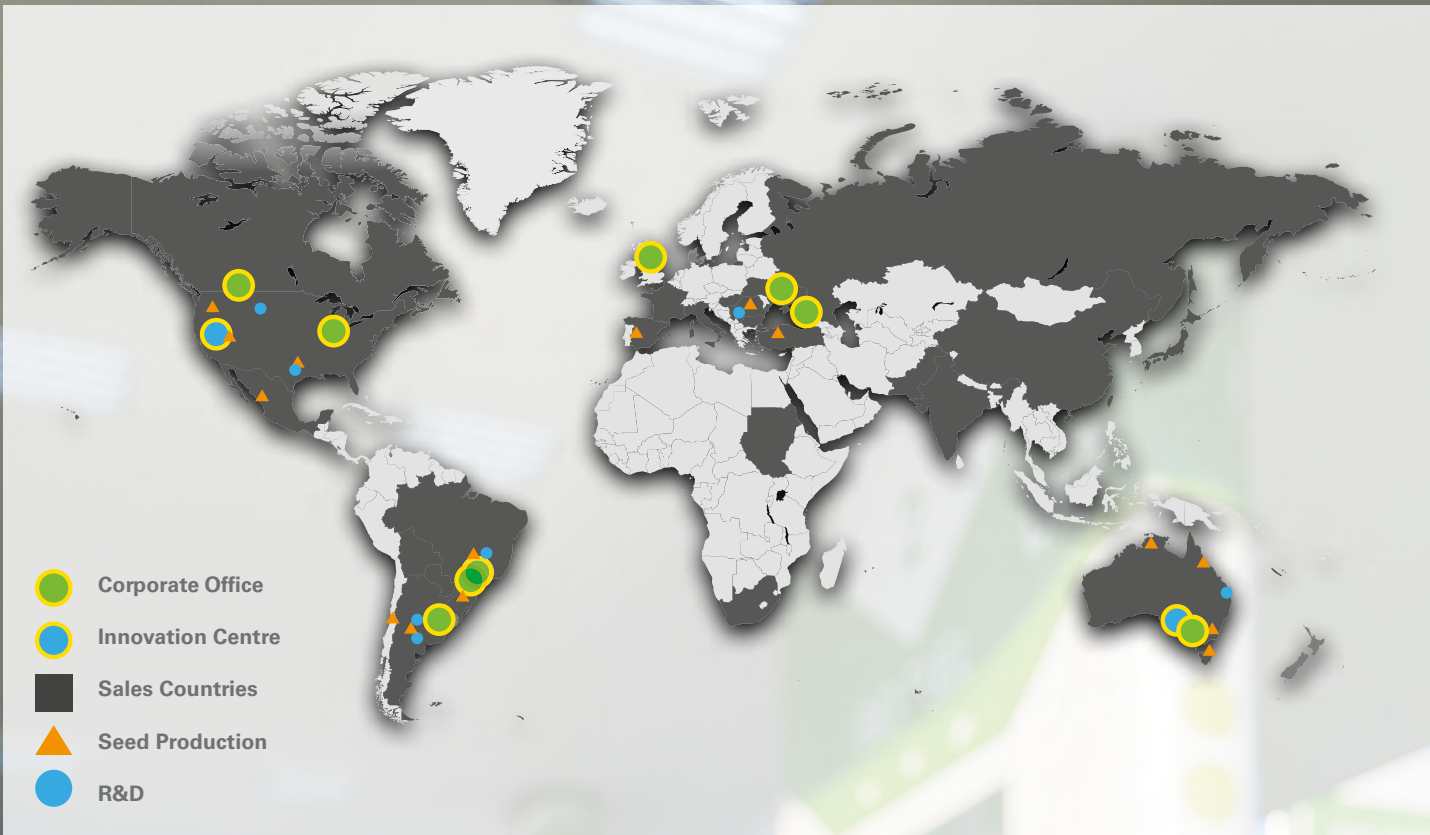 Corporate Office
Innovation Centre
Sales Countries
Seed Production
R&D